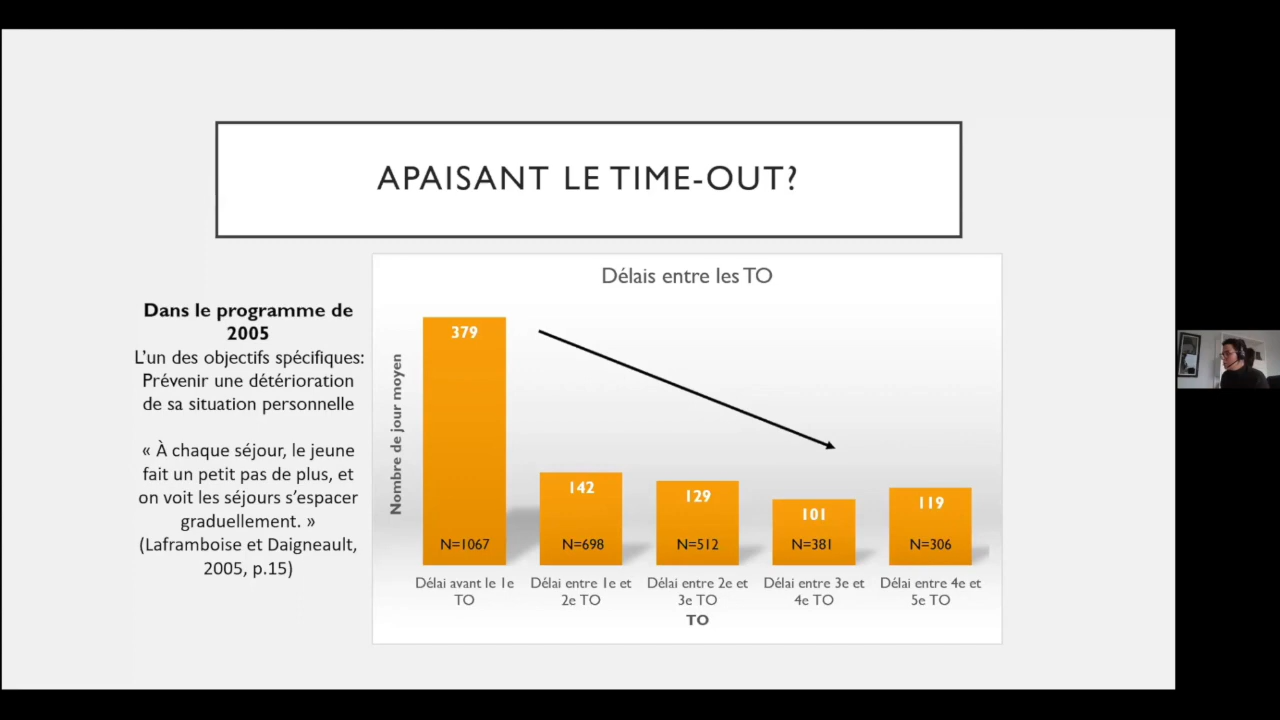 APAISANT LE TIME-OUT?
Dans le programme de
2005
L’un des objectifs spécifiques:
Prévenir une détérioration
de sa situation personnelle
« À chaque séjour, le jeune
fait un petit pas de plus, et
on voit les séjours s’espacer
graduellement. »
(Laframboise et Daigneault,
2005, p.15)
Délais entre les TO
Nombre de jour moyen
379
142
129
101
119
N=1067
N=698
N=512
N=381
N=306
Délai avant le 1e
TO
Délai entre 1e et
2e TO
Délai entre 2e et
3e TO
Délai entre 3e et
4e TO
Délai entre 4e et
5e TO
TO